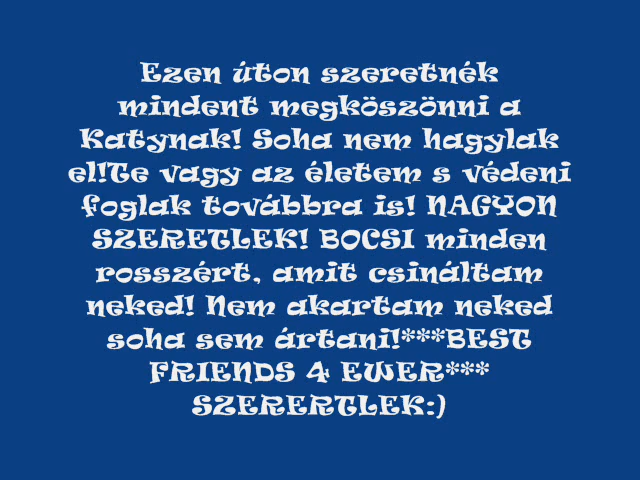 Ezen úton szeretnék
mindent megköszönni a
Katynak! Soha nem hagylak
el!Te vagy az életem s védeni
foglak továbbra is! NAGYON
SZERETLEK! BOCSI minden
rosszért, amit csináltam
neked! Nem akartam neked
soha sem ártani!***BEST
FRIENDS 4 EWER***
SZERERTLEK:)